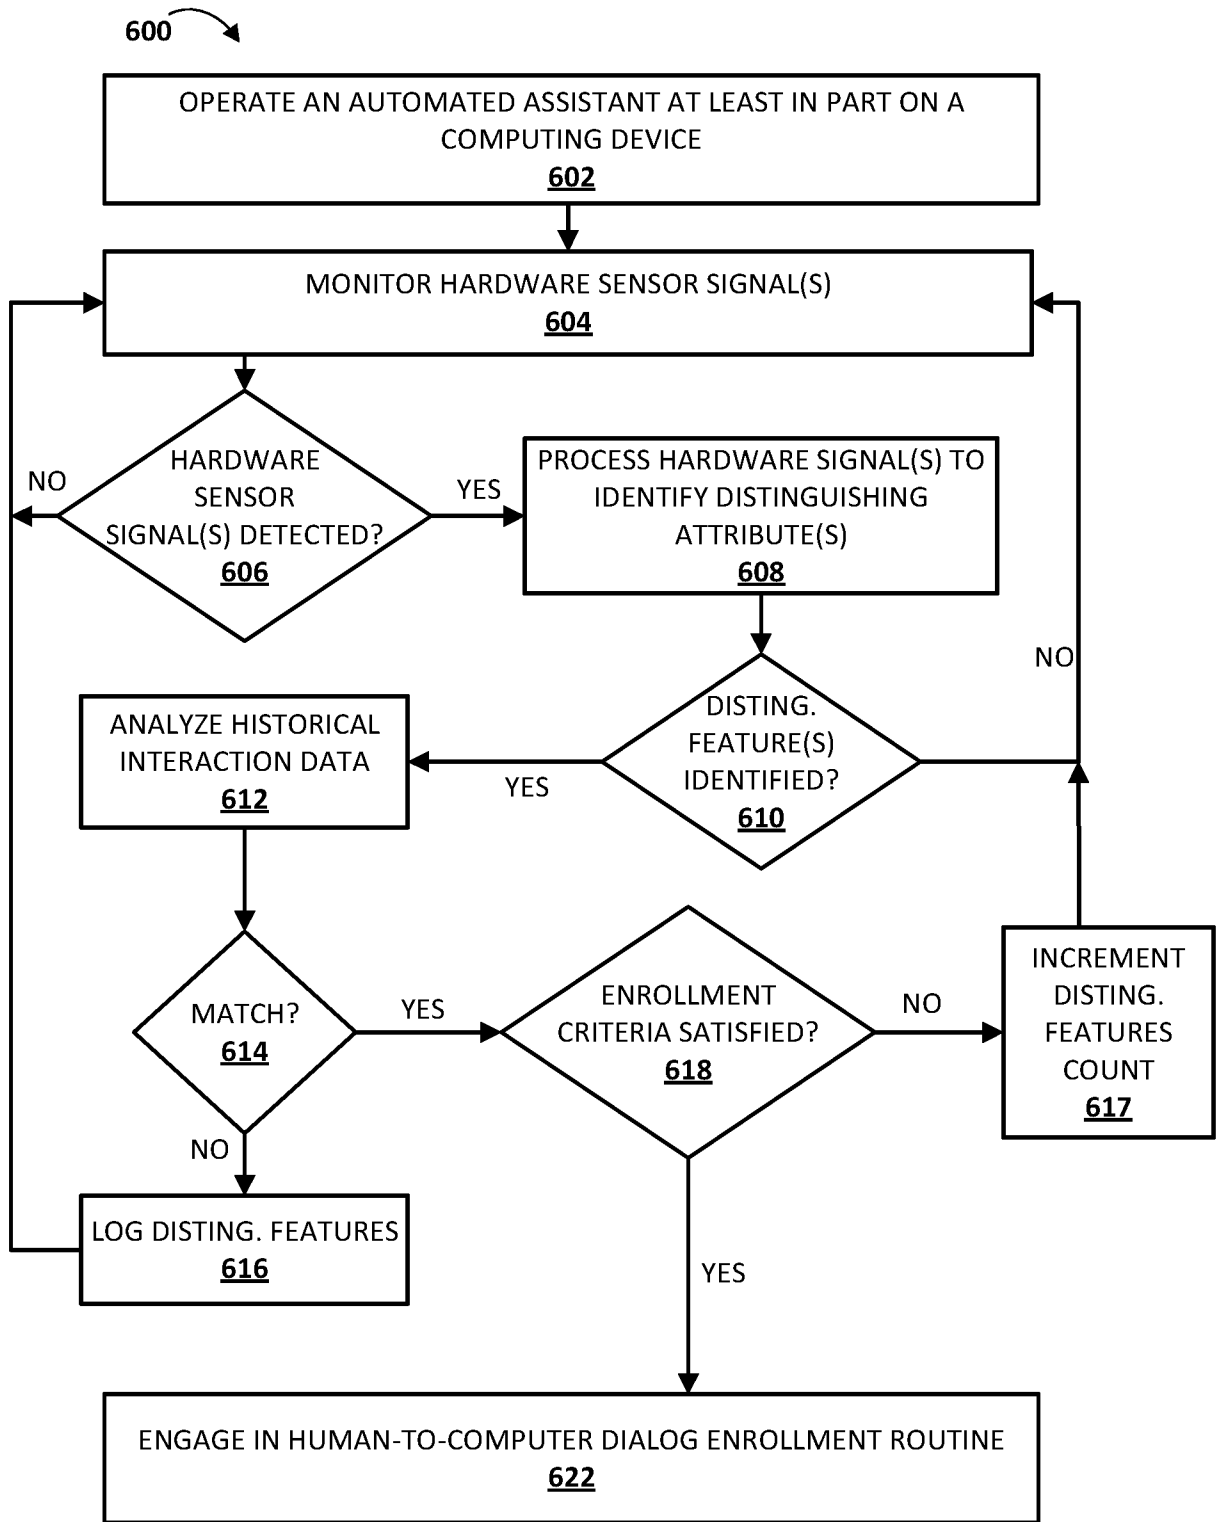 600
OPERATE AN AUTOMATED ASSISTANT AT LEAST IN PART ON A
COMPUTING DEVICE
602
MONITOR HARDWARE SENSOR SIGNAL(S)
604
HARDWARE
SENSOR
SIGNAL(S) DETECTED?
606
NO
YES
PROCESS HARDWARE SIGNAL(S) TO
IDENTIFY DISTINGUISHING
ATTRIBUTE(S)
608
DISTING.
FEATURE(S)
IDENTIFIED?
610
NO
YES
ANALYZE HISTORICAL
INTERACTION DATA
612
MATCH?
614
YES
NO
LOG DISTING. FEATURES
616
ENROLLMENT
CRITERIA SATISFIED?
618
NO
INCREMENT
DISTING.
FEATURES
COUNT
617
YES
ENGAGE IN HUMAN-TO-COMPUTER DIALOG ENROLLMENT ROUTINE
622